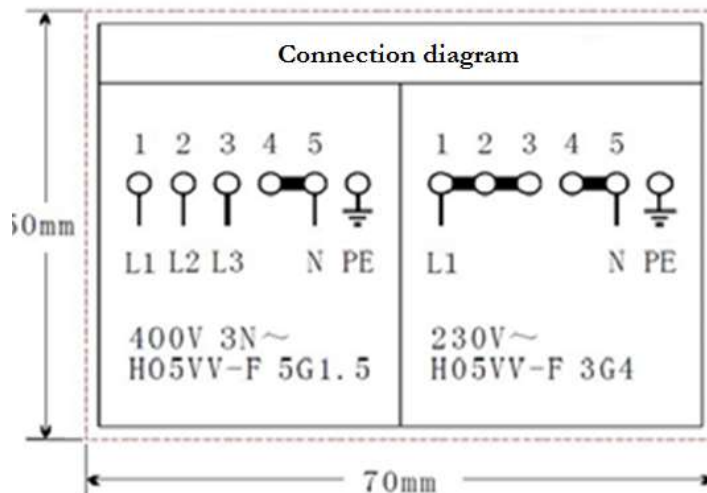 Connection diagram
1 2 3 4 5
L1 L2 L3 N PE
400V 3N～
H05VV-F 5G1.5
1 2 3 4 5
L1 N PE
230V～
H05VV-F 3G4
70mm